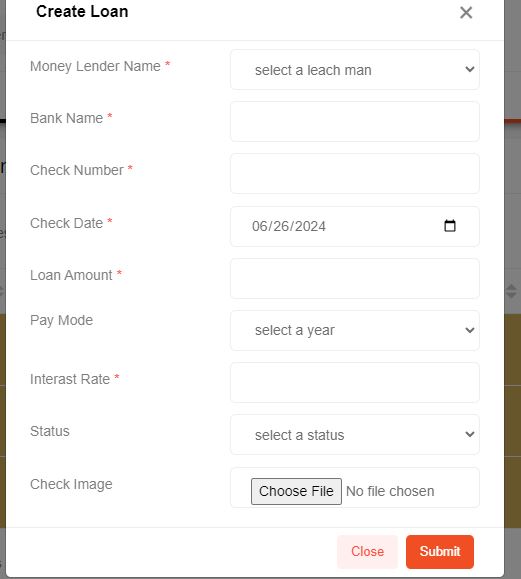 Create Loan ×
Money Lender Name * select a leach man
Bank Name *
Check Number *
Check Date * 06/26/2024
Loan Amount *
Pay Mode select a year
Interast Rate *
Status select a status
Check Image Choose File No file chosen
Close Submit